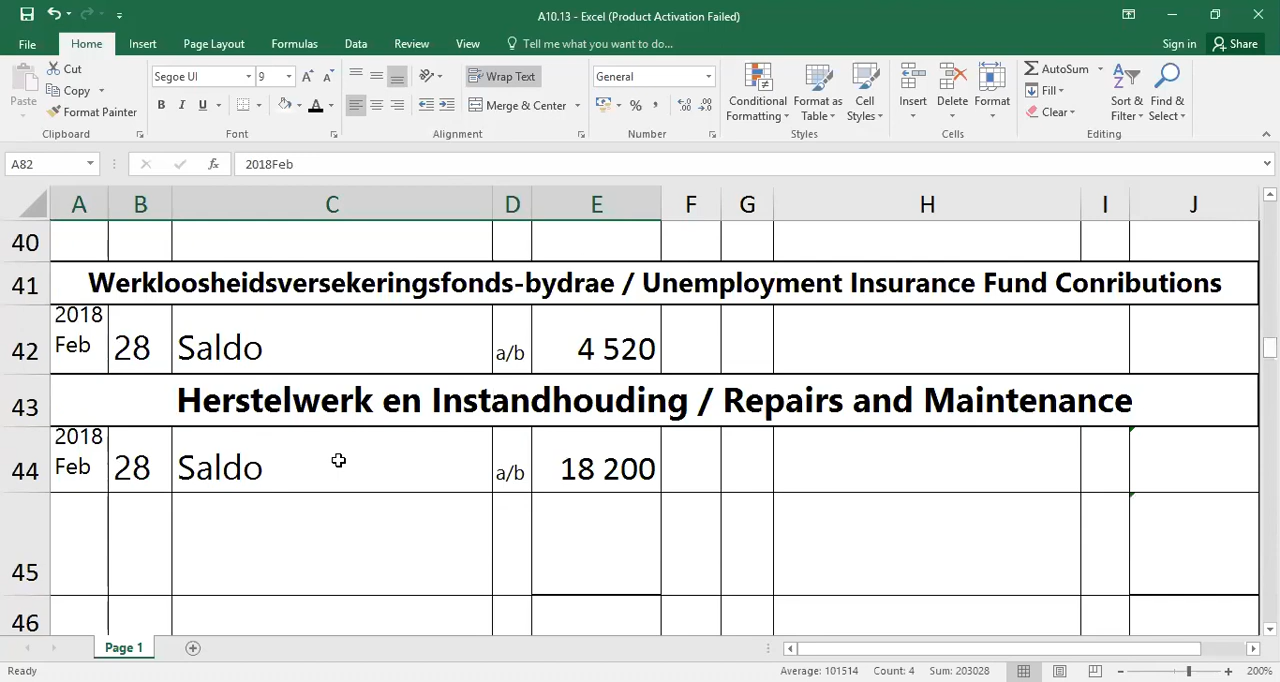 A10.13 - Excel (Product Activation Failed)
File Home Insert Page Layout Formulas Data Review View Tell me what you want to do... Sign in Share
Paste Cut Copy Format Painter
Segoe UI 9
B I U A
Wrap Text
Merge & Center
General
% ,
Conditional Formatting Format as Table Cell Styles
Insert Delete Format
AutoSum Fill Clear
Sort & Filter Find & Select
Clipboard Font Alignment Number Styles Cells Editing
A82 fx 2018Feb
A B C D E F G H I J
40
41 Werkloosheidsversekeringsfonds-bydrae / Unemployment Insurance Fund Conributions
42 2018 Feb 28 Saldo a/b 4 520
43 Herstelwerk en Instandhouding / Repairs and Maintenance
44 2018 Feb 28 Saldo a/b 18 200
45
46
Page 1
Ready Average: 101514 Count: 4 Sum: 203028 200%